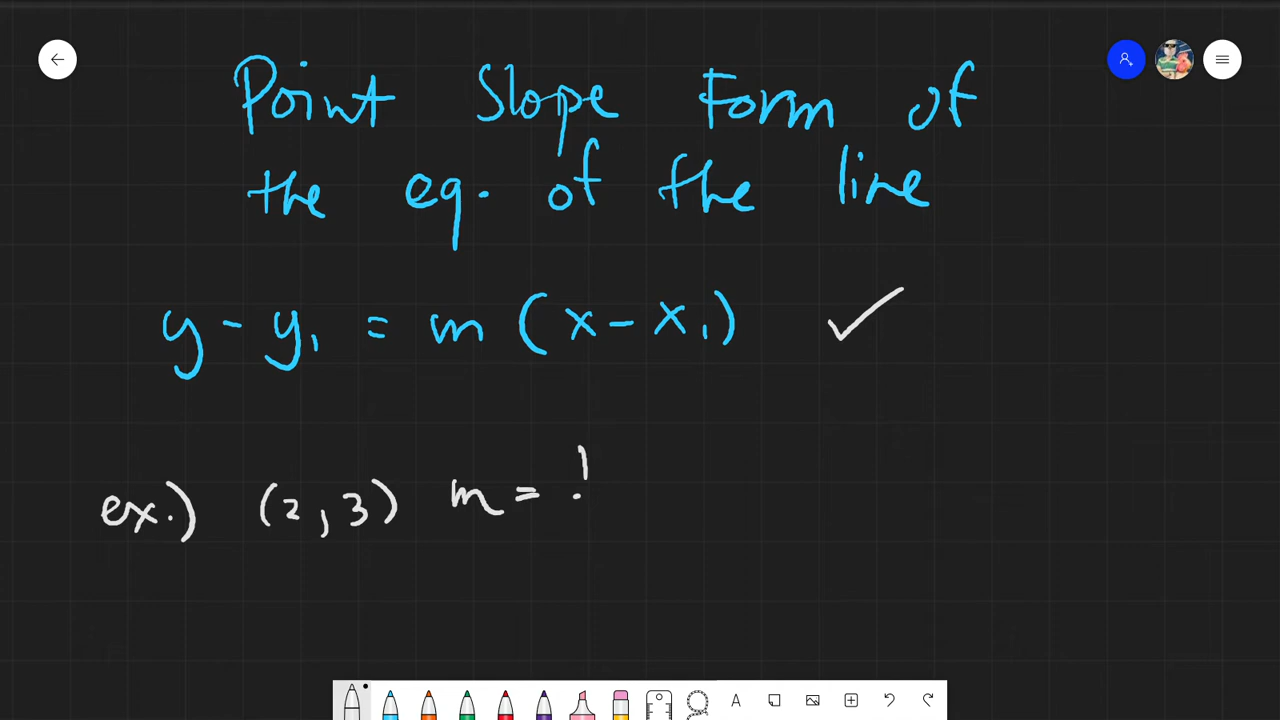 Point Slope Form of
the eq. of the line
y - y₁ = m (x - x₁) ✓
ex.) (2,3) m = !